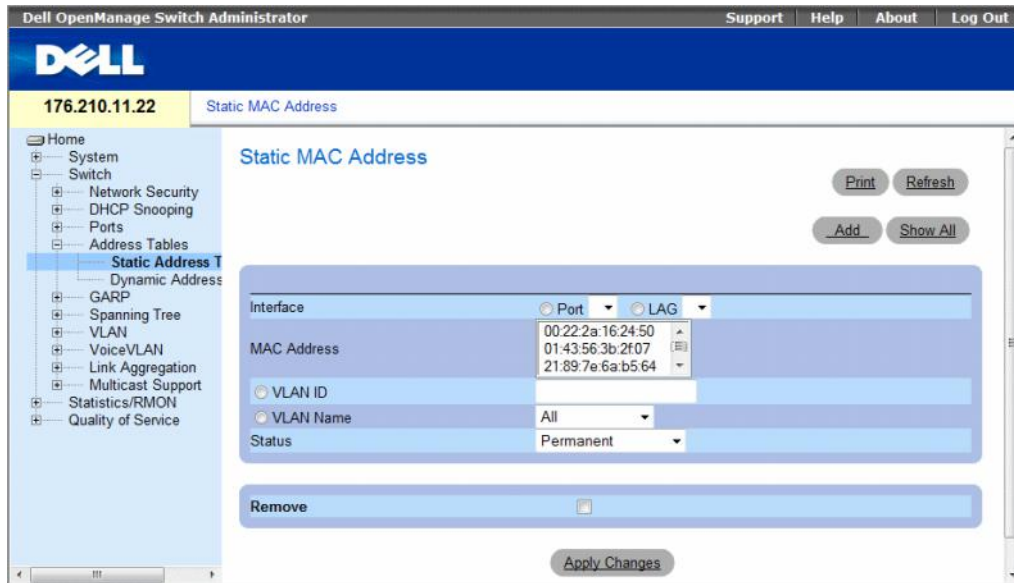 Dell OpenManage Switch Administrator Support Help About Log Out
DELL
176.210.11.22 Static MAC Address
Home
System
Switch
Network Security
DHCP Snooping
Ports
Address Tables
Static Address T
Dynamic Address
GARP
Spanning Tree
VLAN
VoiceVLAN
Link Aggregation
Multicast Support
Statistics/RMON
Quality of Service
Static MAC Address
Print Refresh
Add Show All
Interface Port LAG
MAC Address
00:22:2a:16:24:50
01:43:56:3b:2f:07
21:89:7e:6a:b5:64
VLAN ID
VLAN Name All
Status Permanent
Remove
Apply Changes